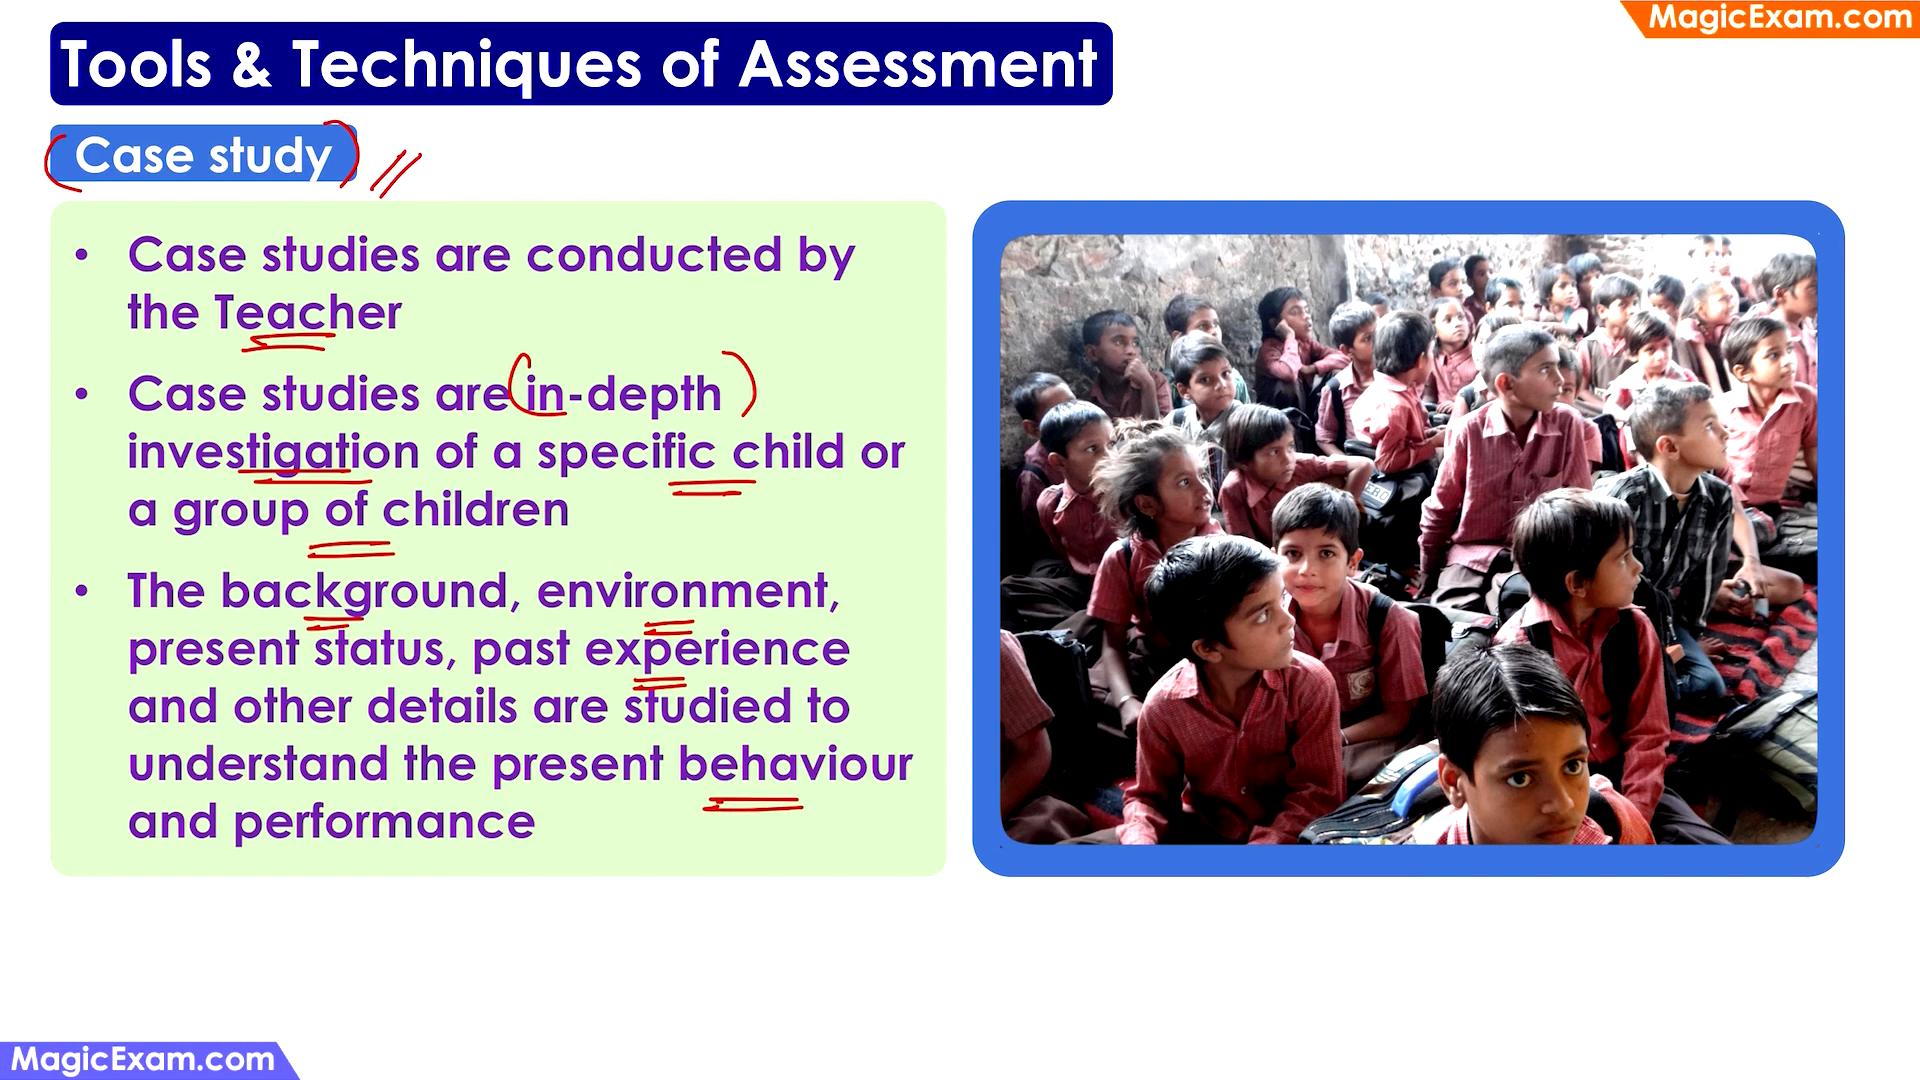 MagicExam.com
Tools & Techniques of Assessment
Case study
• Case studies are conducted by
the Teacher
• Case studies are in-depth
investigation of a specific child or
a group of children
• The background, environment,
present status, past experience
and other details are studied to
understand the present behaviour
and performance
MagicExam.com